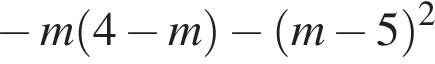 −m(4 − m) − (m − 5)²